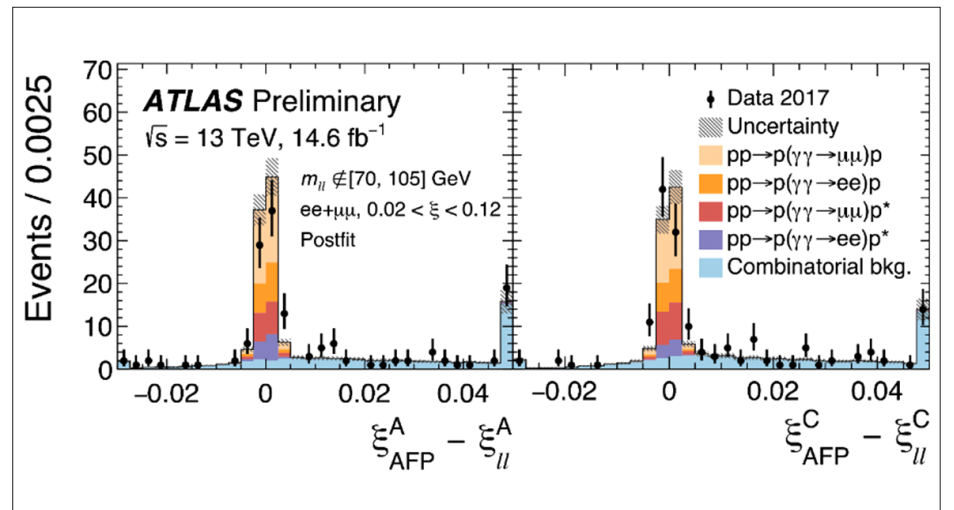 Events / 0.0025
70
60
50
40
30
20
10
0
ATLAS Preliminary
√s = 13 TeV, 14.6 fb⁻¹
m_ll ∉[70, 105] GeV
ee+μμ, 0.02 < ξ < 0.12
Postfit
−0.02 0 0.02 0.04
ξ^A_AFP − ξ^A_ll
Data 2017
Uncertainty
pp→p(γγ→μμ)p
pp→p(γγ→ee)p
pp→p(γγ→μμ)p*
pp→p(γγ→ee)p*
Combinatorial bkg.
−0.02 0 0.02 0.04
ξ^C_AFP − ξ^C_ll